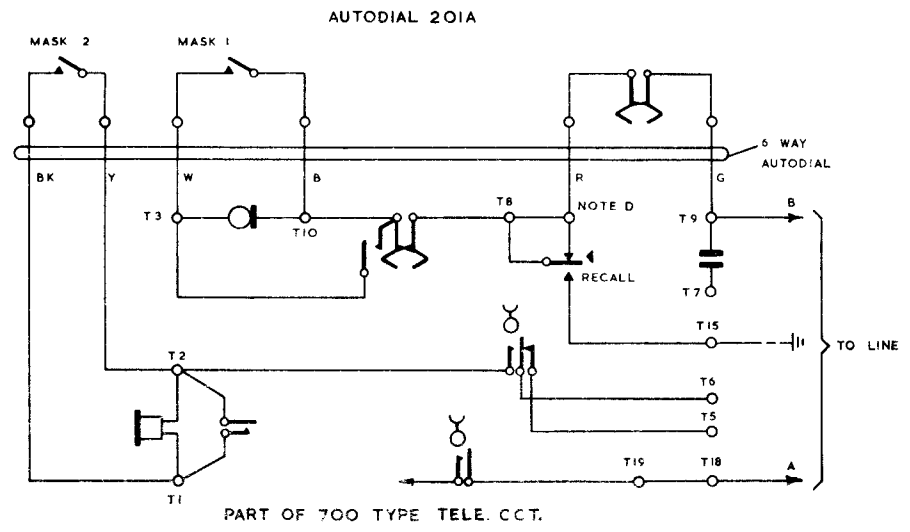 AUTODIAL 201A
MASK 2
MASK 1
6 WAY
AUTODIAL
BK
Y
W
B
R
G
T3
T10
T8
NOTE D
T9
B
RECALL
T7
T15
TO LINE
T2
T6
T5
T1
T19
T18
A
PART OF 700 TYPE TELE. CCT.